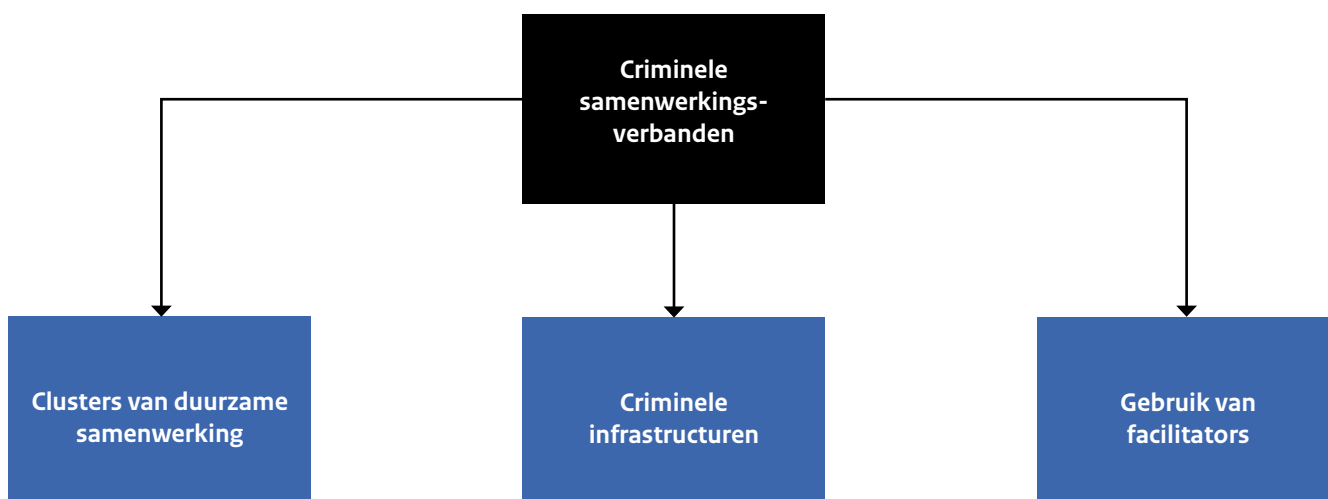 Criminele
samenwerkings-
verbanden
Clusters van duurzame
samenwerking
Criminele
infrastructuren
Gebruik van
facilitators